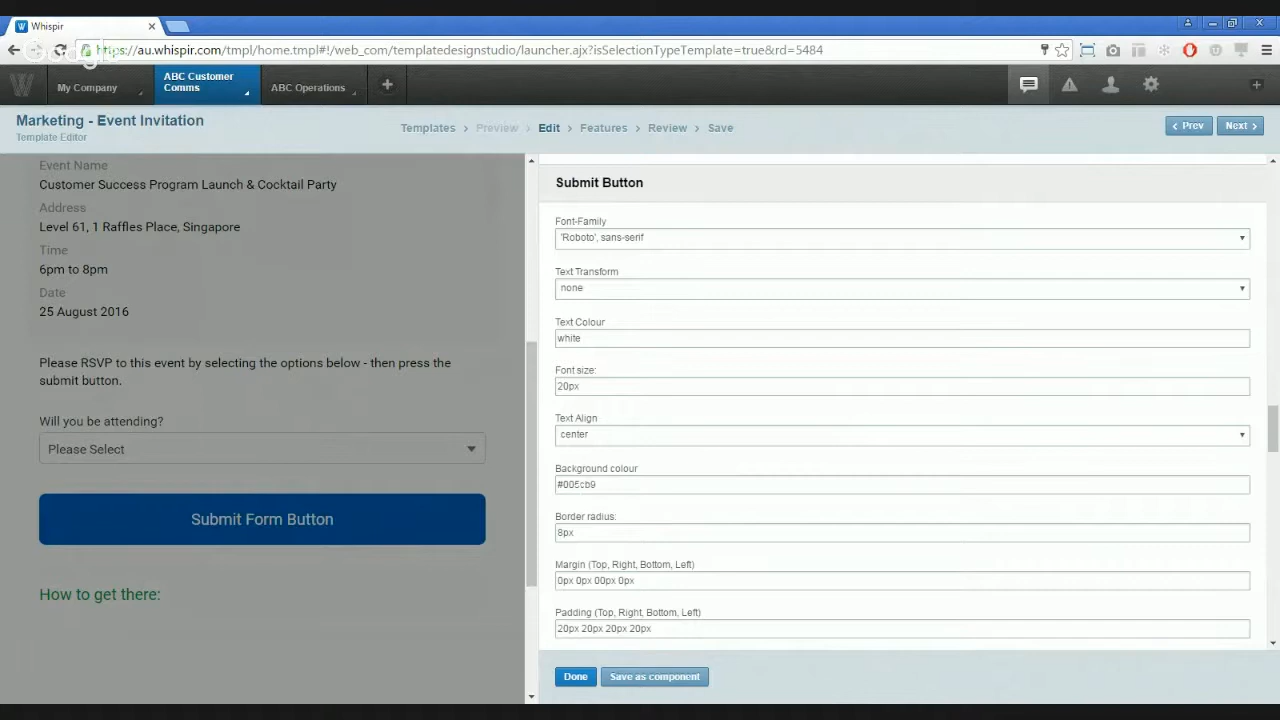 Whispir
https://au.whispir.com/tmpl/home.tmpl#!/web_com/templatedesignstudio/launcher.ajx?isSelectionTypeTemplate=true&rd=5484
My Company
ABC Customer
Comms
ABC Operations
Marketing - Event Invitation
Template Editor
Templates > Preview > Edit > Features > Review > Save
Prev
Next
Event Name
Customer Success Program Launch & Cocktail Party
Address
Level 61, 1 Raffles Place, Singapore
Time
6pm to 8pm
Date
25 August 2016
Please RSVP to this event by selecting the options below - then press the
submit button.
Will you be attending?
Please Select
Submit Form Button
How to get there:
Submit Button
Font-Family
'Roboto', sans-serif
Text Transform
none
Text Colour
white
Font size:
20px
Text Align
center
Background colour
#005cb9
Border radius:
8px
Margin (Top, Right, Bottom, Left)
0px 0px 00px 0px
Padding (Top, Right, Bottom, Left)
20px 20px 20px 20px
Done
Save as component